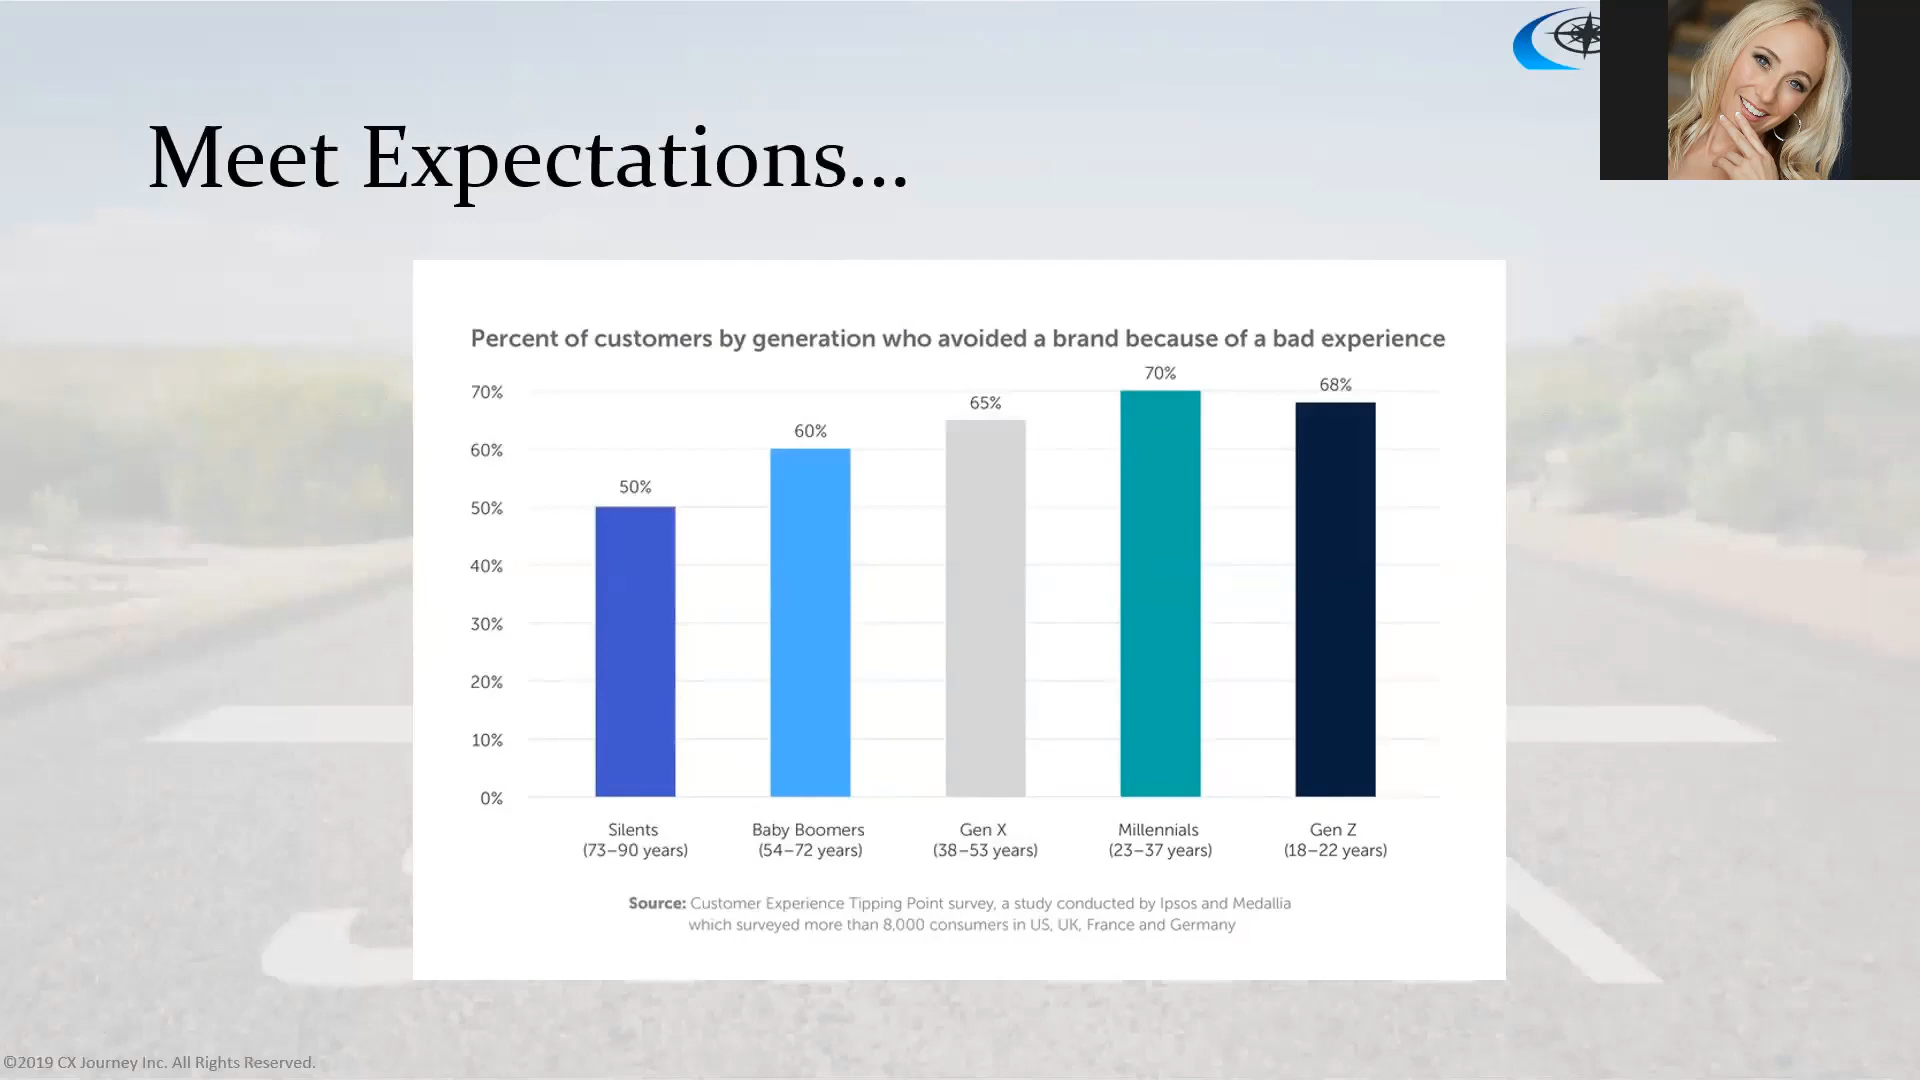 Meet Expectations...
Percent of customers by generation who avoided a brand because of a bad experience
70%
60%
50%
40%
30%
20%
10%
0%
50%
60%
65%
70%
68%
Silents
(73–90 years)
Baby Boomers
(54–72 years)
Gen X
(38–53 years)
Millennials
(23–37 years)
Gen Z
(18–22 years)
Source: Customer Experience Tipping Point survey, a study conducted by Ipsos and Medallia
which surveyed more than 8,000 consumers in US, UK, France and Germany
©2019 CX Journey Inc. All Rights Reserved.